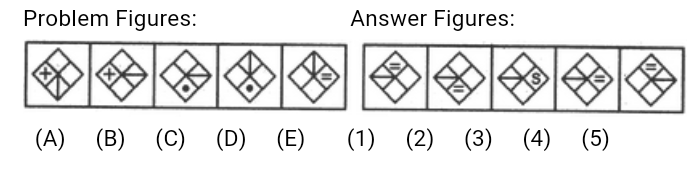 Problem Figures: Answer Figures:
+ + = = = S = =
(A) (B) (C) (D) (E) (1) (2) (3) (4) (5)